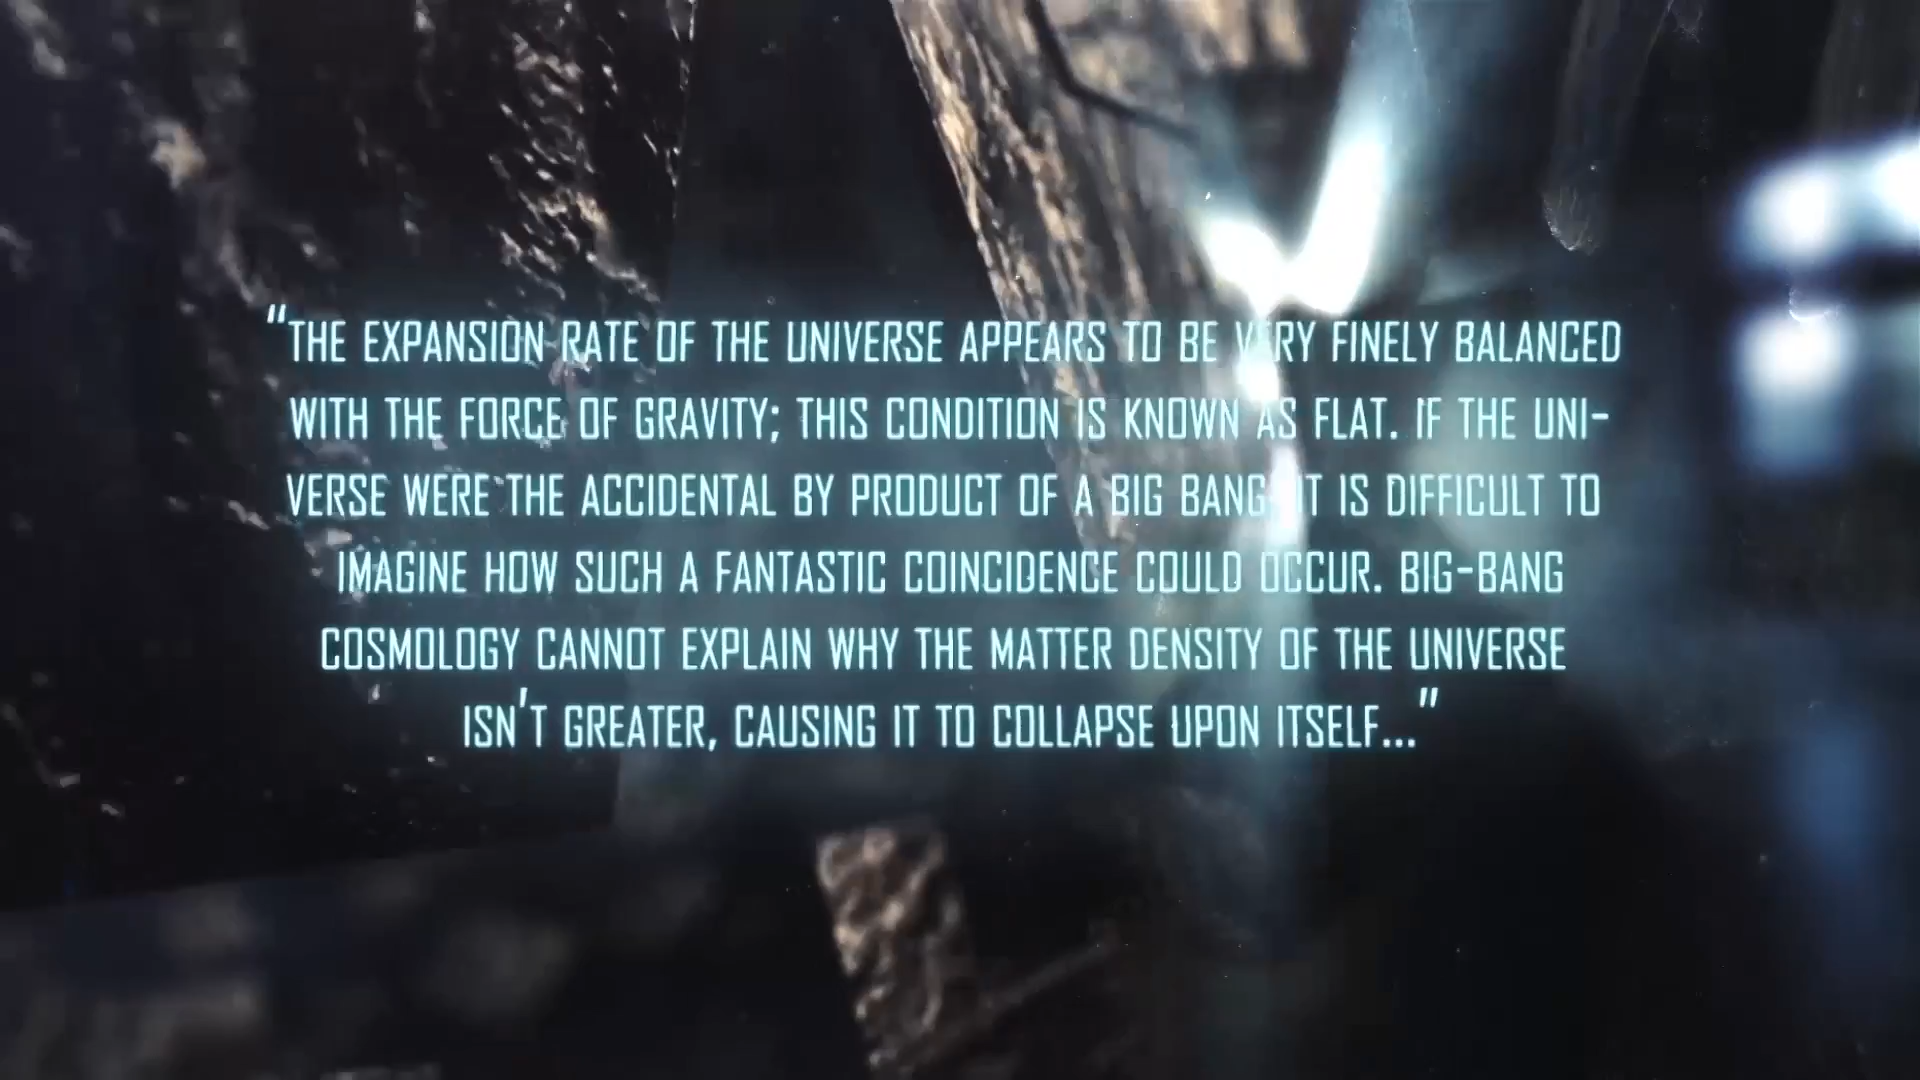 "THE EXPANSION RATE OF THE UNIVERSE APPEARS TO BE VERY FINELY BALANCED
WITH THE FORCE OF GRAVITY; THIS CONDITION IS KNOWN AS FLAT. IF THE UNI-
VERSE WERE THE ACCIDENTAL BY PRODUCT OF A BIG BANG, IT IS DIFFICULT TO
IMAGINE HOW SUCH A FANTASTIC COINCIDENCE COULD OCCUR. BIG-BANG
COSMOLOGY CANNOT EXPLAIN WHY THE MATTER DENSITY OF THE UNIVERSE
ISN'T GREATER, CAUSING IT TO COLLAPSE UPON ITSELF..."